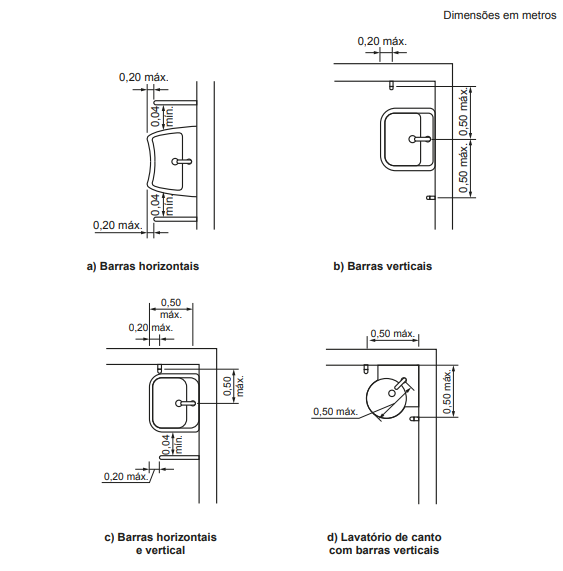 Dimensões em metros
0,20 máx.
0,04
mín.
0,04
mín.
0,20 máx.
a) Barras horizontais
0,20 máx.
0,50 máx.
0,50 máx.
b) Barras verticais
0,50
máx.
0,20 máx.
0,50
máx.
0,04
mín.
0,20 máx.
c) Barras horizontais
e vertical
0,50 máx.
0,50 máx.
0,50 máx.
d) Lavatório de canto
com barras verticais